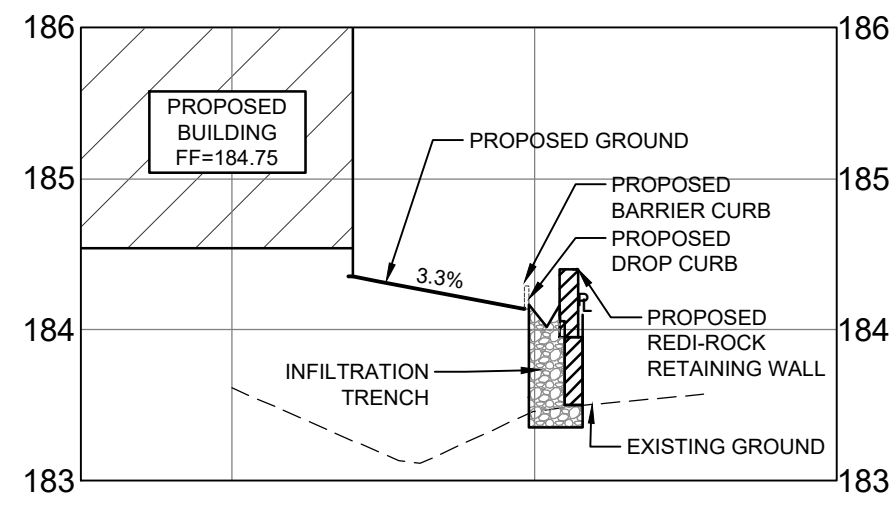 186
186
PROPOSED
BUILDING
FF=184.75
PROPOSED GROUND
185
185
PROPOSED
BARRIER CURB
PROPOSED
DROP CURB
3.3%
PL
184
184
PROPOSED
REDI-ROCK
RETAINING WALL
INFILTRATION
TRENCH
EXISTING GROUND
183
183